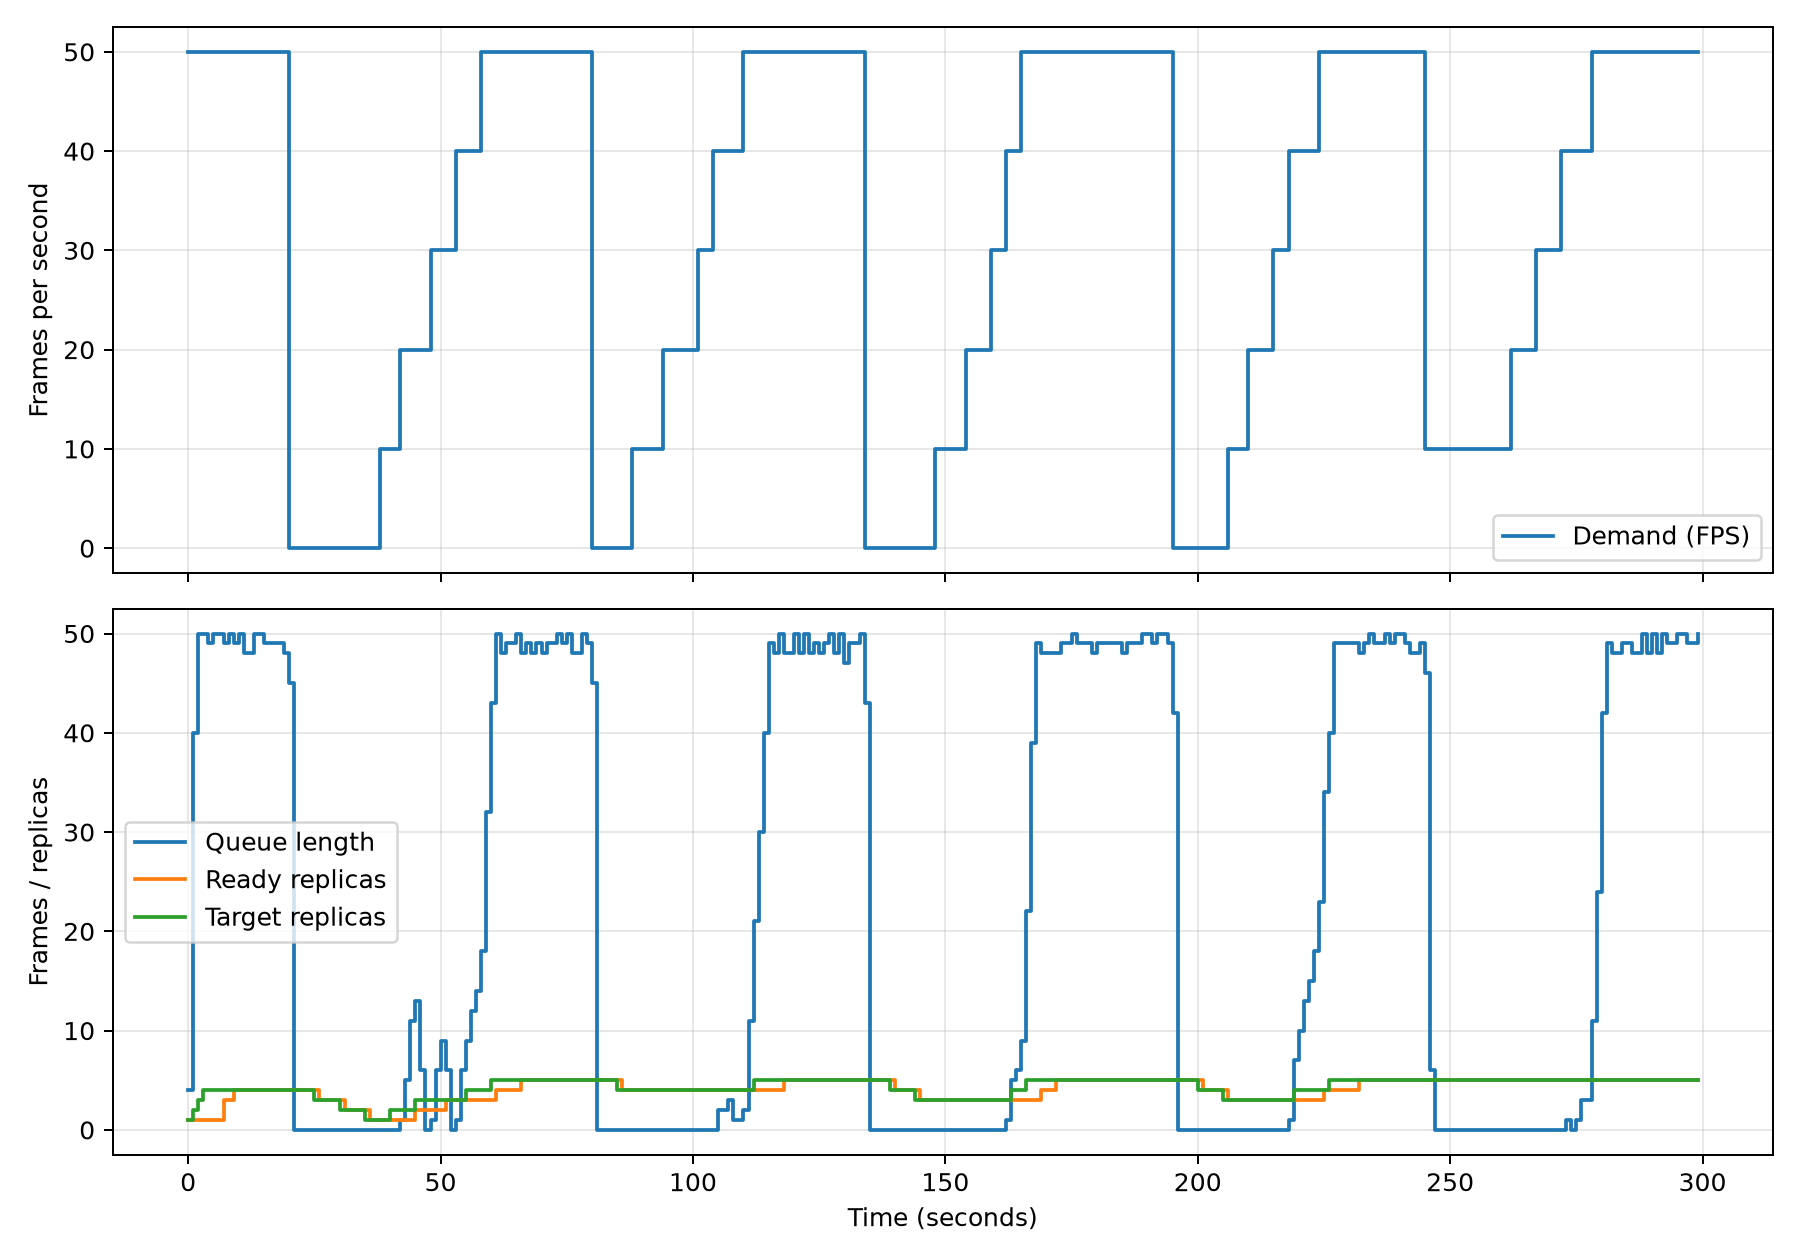 50
40
30
20
10
0
Frames per second
Demand (FPS)
50
40
30
20
10
0
Frames / replicas
Queue length
Ready replicas
Target replicas
0 50 100 150 200 250 300
Time (seconds)